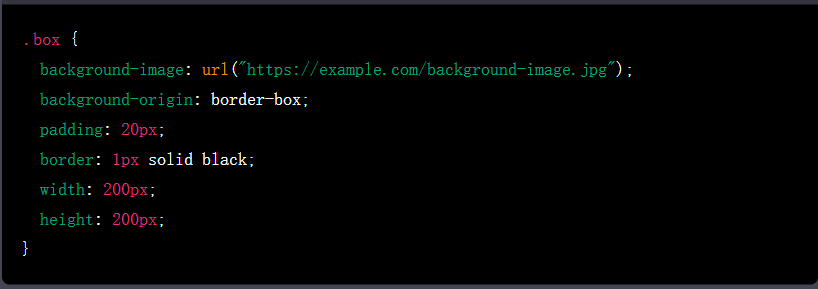 .box {
  background-image: url("https://example.com/background-image.jpg");
  background-origin: border-box;
  padding: 20px;
  border: 1px solid black;
  width: 200px;
  height: 200px;
}